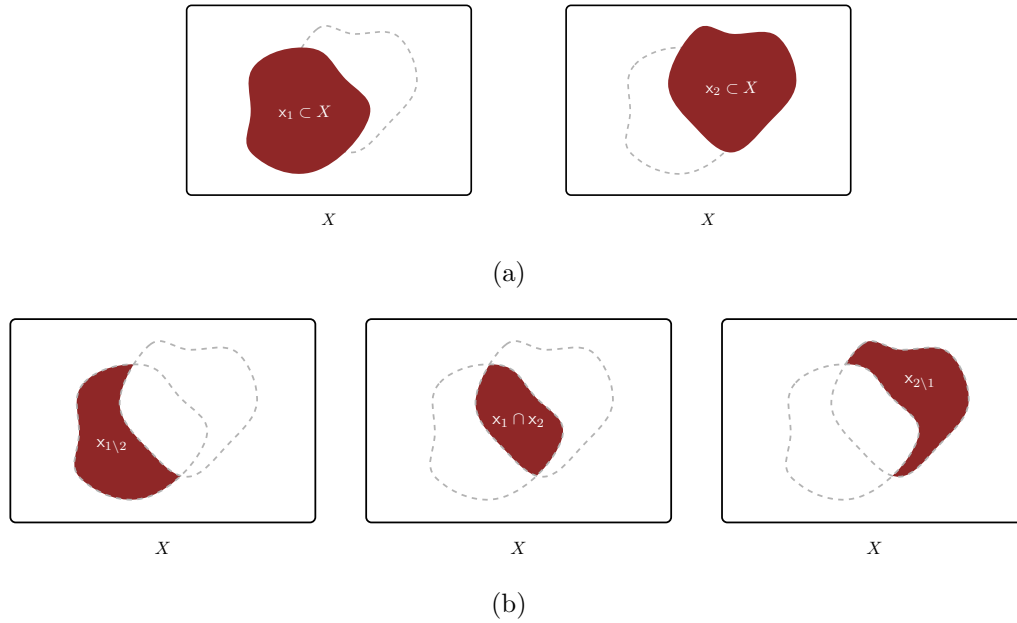 x₁ ⊂ X
x₂ ⊂ X
X
X
(a)
x₁\₂
x₁ ∩ x₂
x₂\₁
X
X
X
(b)